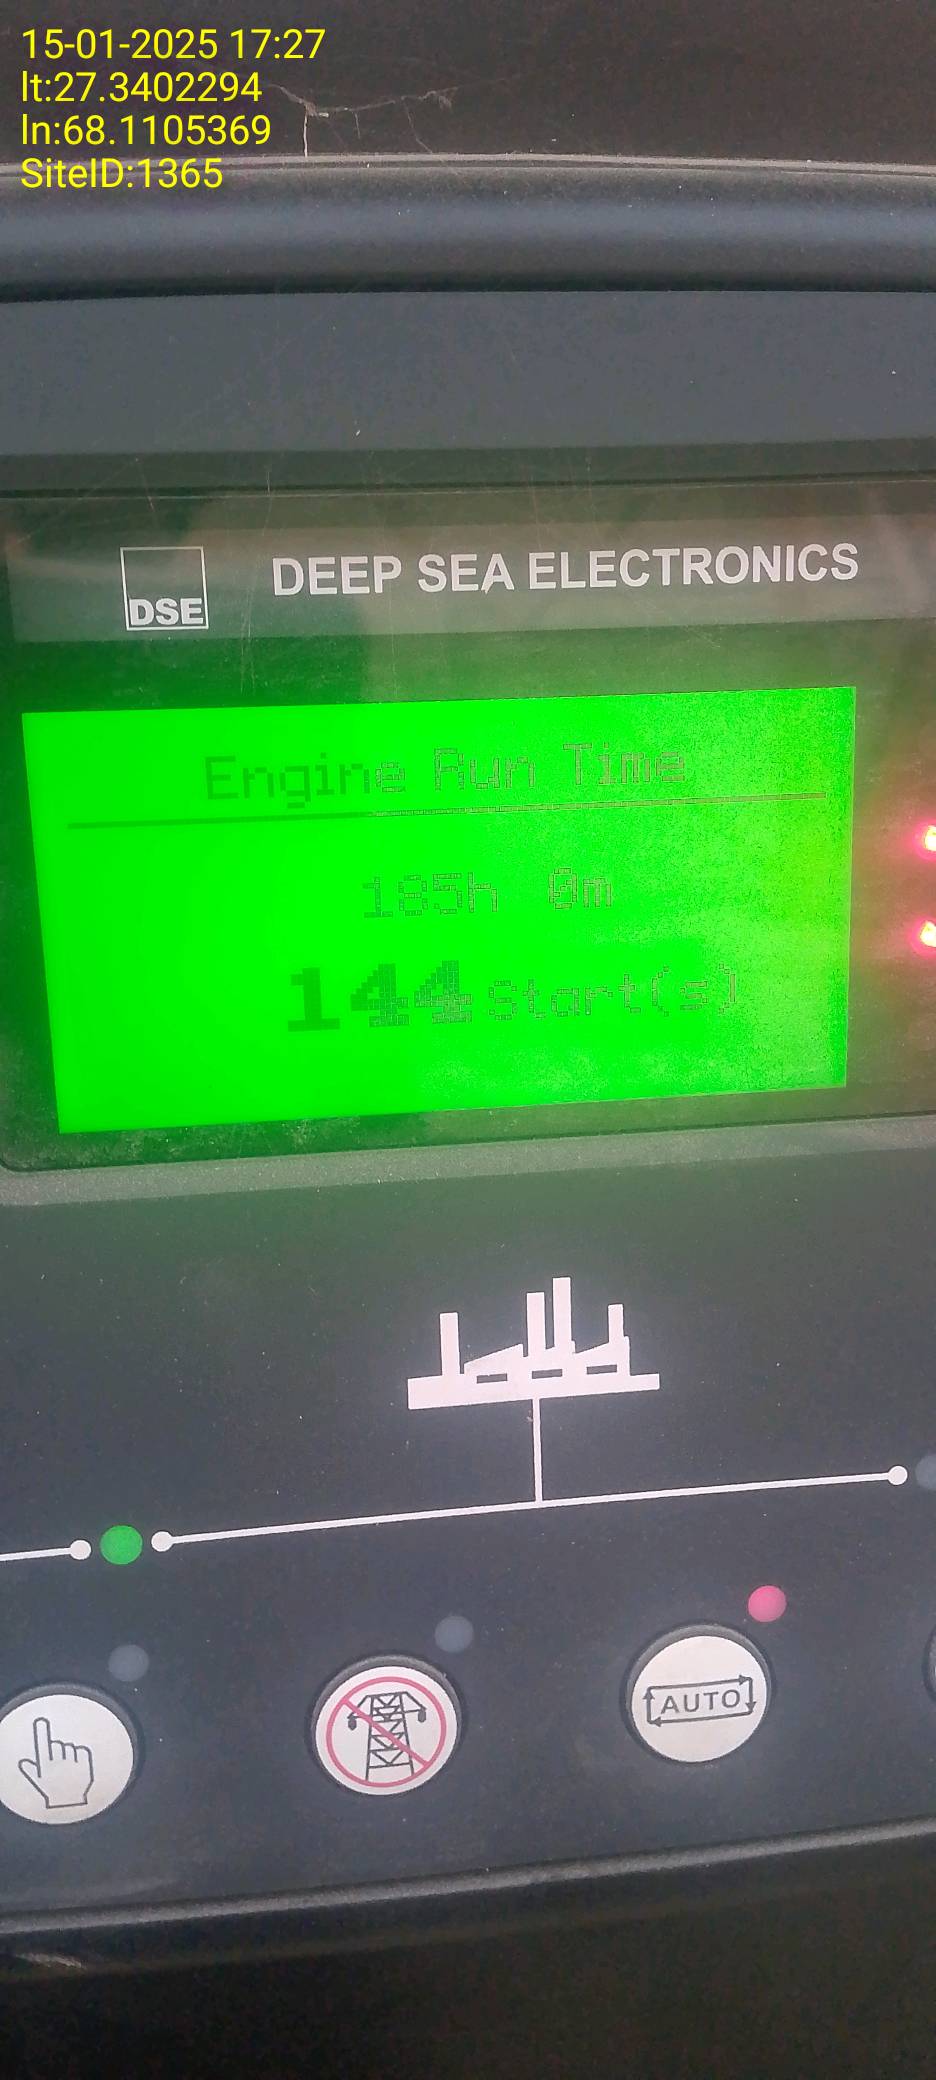 15-01-2025 17:27
lt:27.3402294
ln:68.1105369
SiteID:1365
DSE DEEP SEA ELECTRONICS
Engine Run Time
185h 0m
144 Start(s)
AUTO